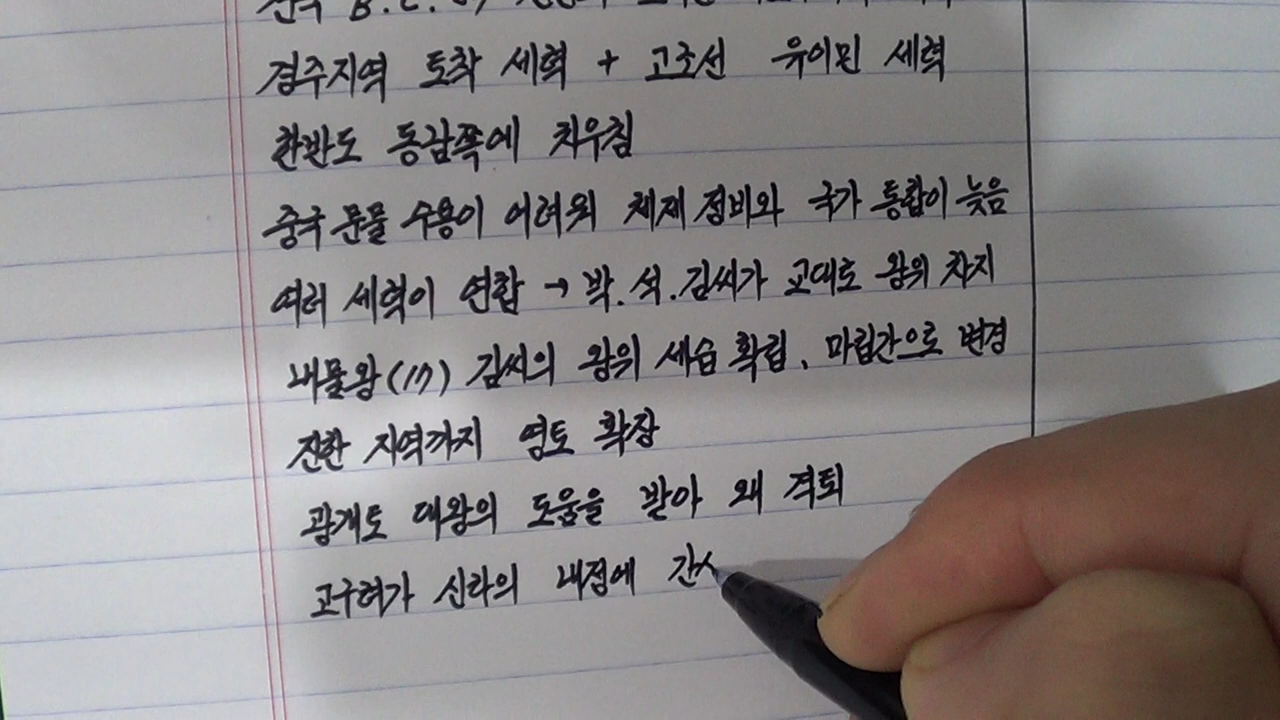 B.C.
경주지역 토착 세력 + 고조선 유이민 세력
한반도 동남쪽에 치우침
중국 문물 수용이 어려워 체제 정비와 국가 통합이 늦음
여러 세력이 연합 → 박.석.김씨가 교대로 왕위 차지
내물왕(17) 김씨의 왕위 세습 확립, 마립간으로 변경
진한 지역까지 영토 확장
광개토 대왕의 도움을 받아 왜 격퇴
고구려가 신라의 내정에 간ㅅ